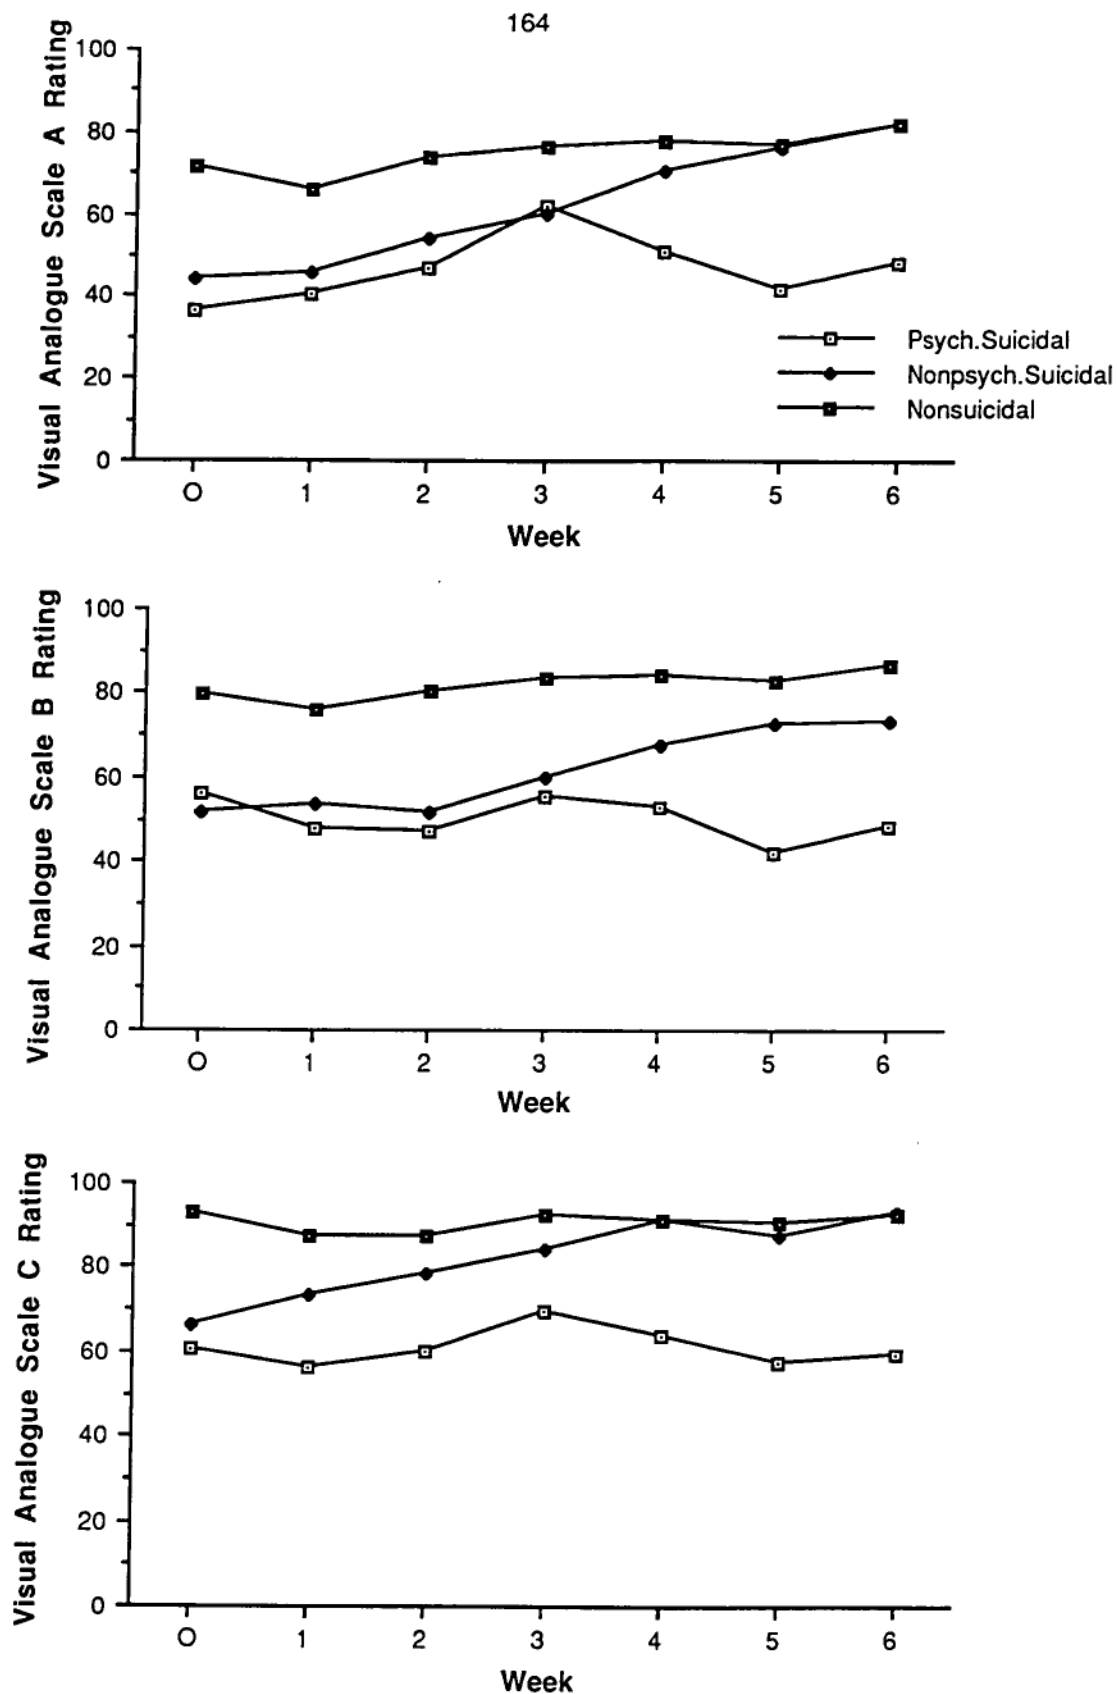 164
Visual Analogue Scale A Rating
100
80
60
40
20
0
Psych.Suicidal
Nonpsych.Suicidal
Nonsuicidal
O 1 2 3 4 5 6
Week
Visual Analogue Scale B Rating
100
80
60
40
20
0
O 1 2 3 4 5 6
Week
Visual Analogue Scale C Rating
100
80
60
40
20
0
O 1 2 3 4 5 6
Week